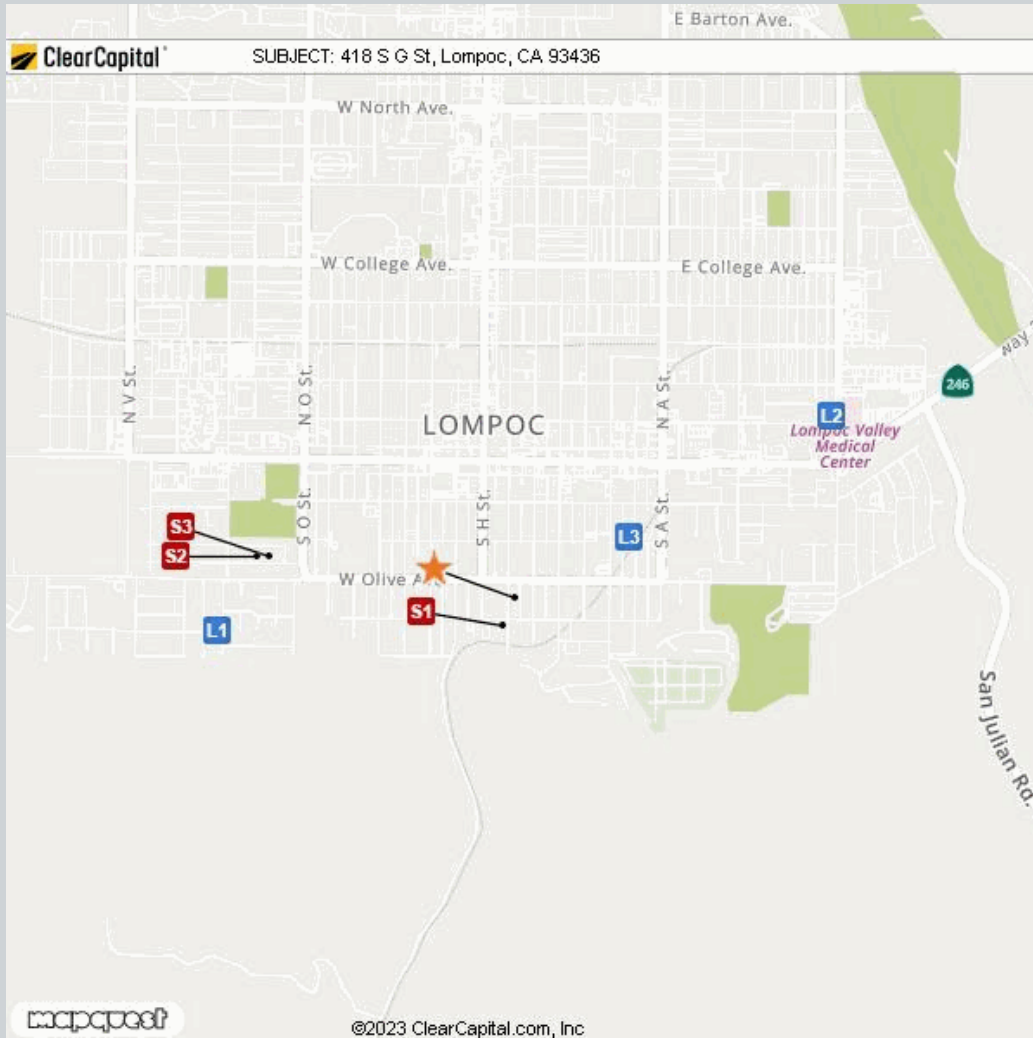 E Barton Ave.
ClearCapital
SUBJECT: 418 S G St, Lompoc, CA 93436
W North Ave.
W College Ave.
E College Ave.
way
246
N V St.
N O St.
N A St.
LOMPOC
L2
Lompoc Valley
Medical
Center
S O St.
S H St.
S A St.
S3
S2
L3
W Olive A
S1
L1
San Julian Rd.
mapquest
©2023 ClearCapital.com, Inc